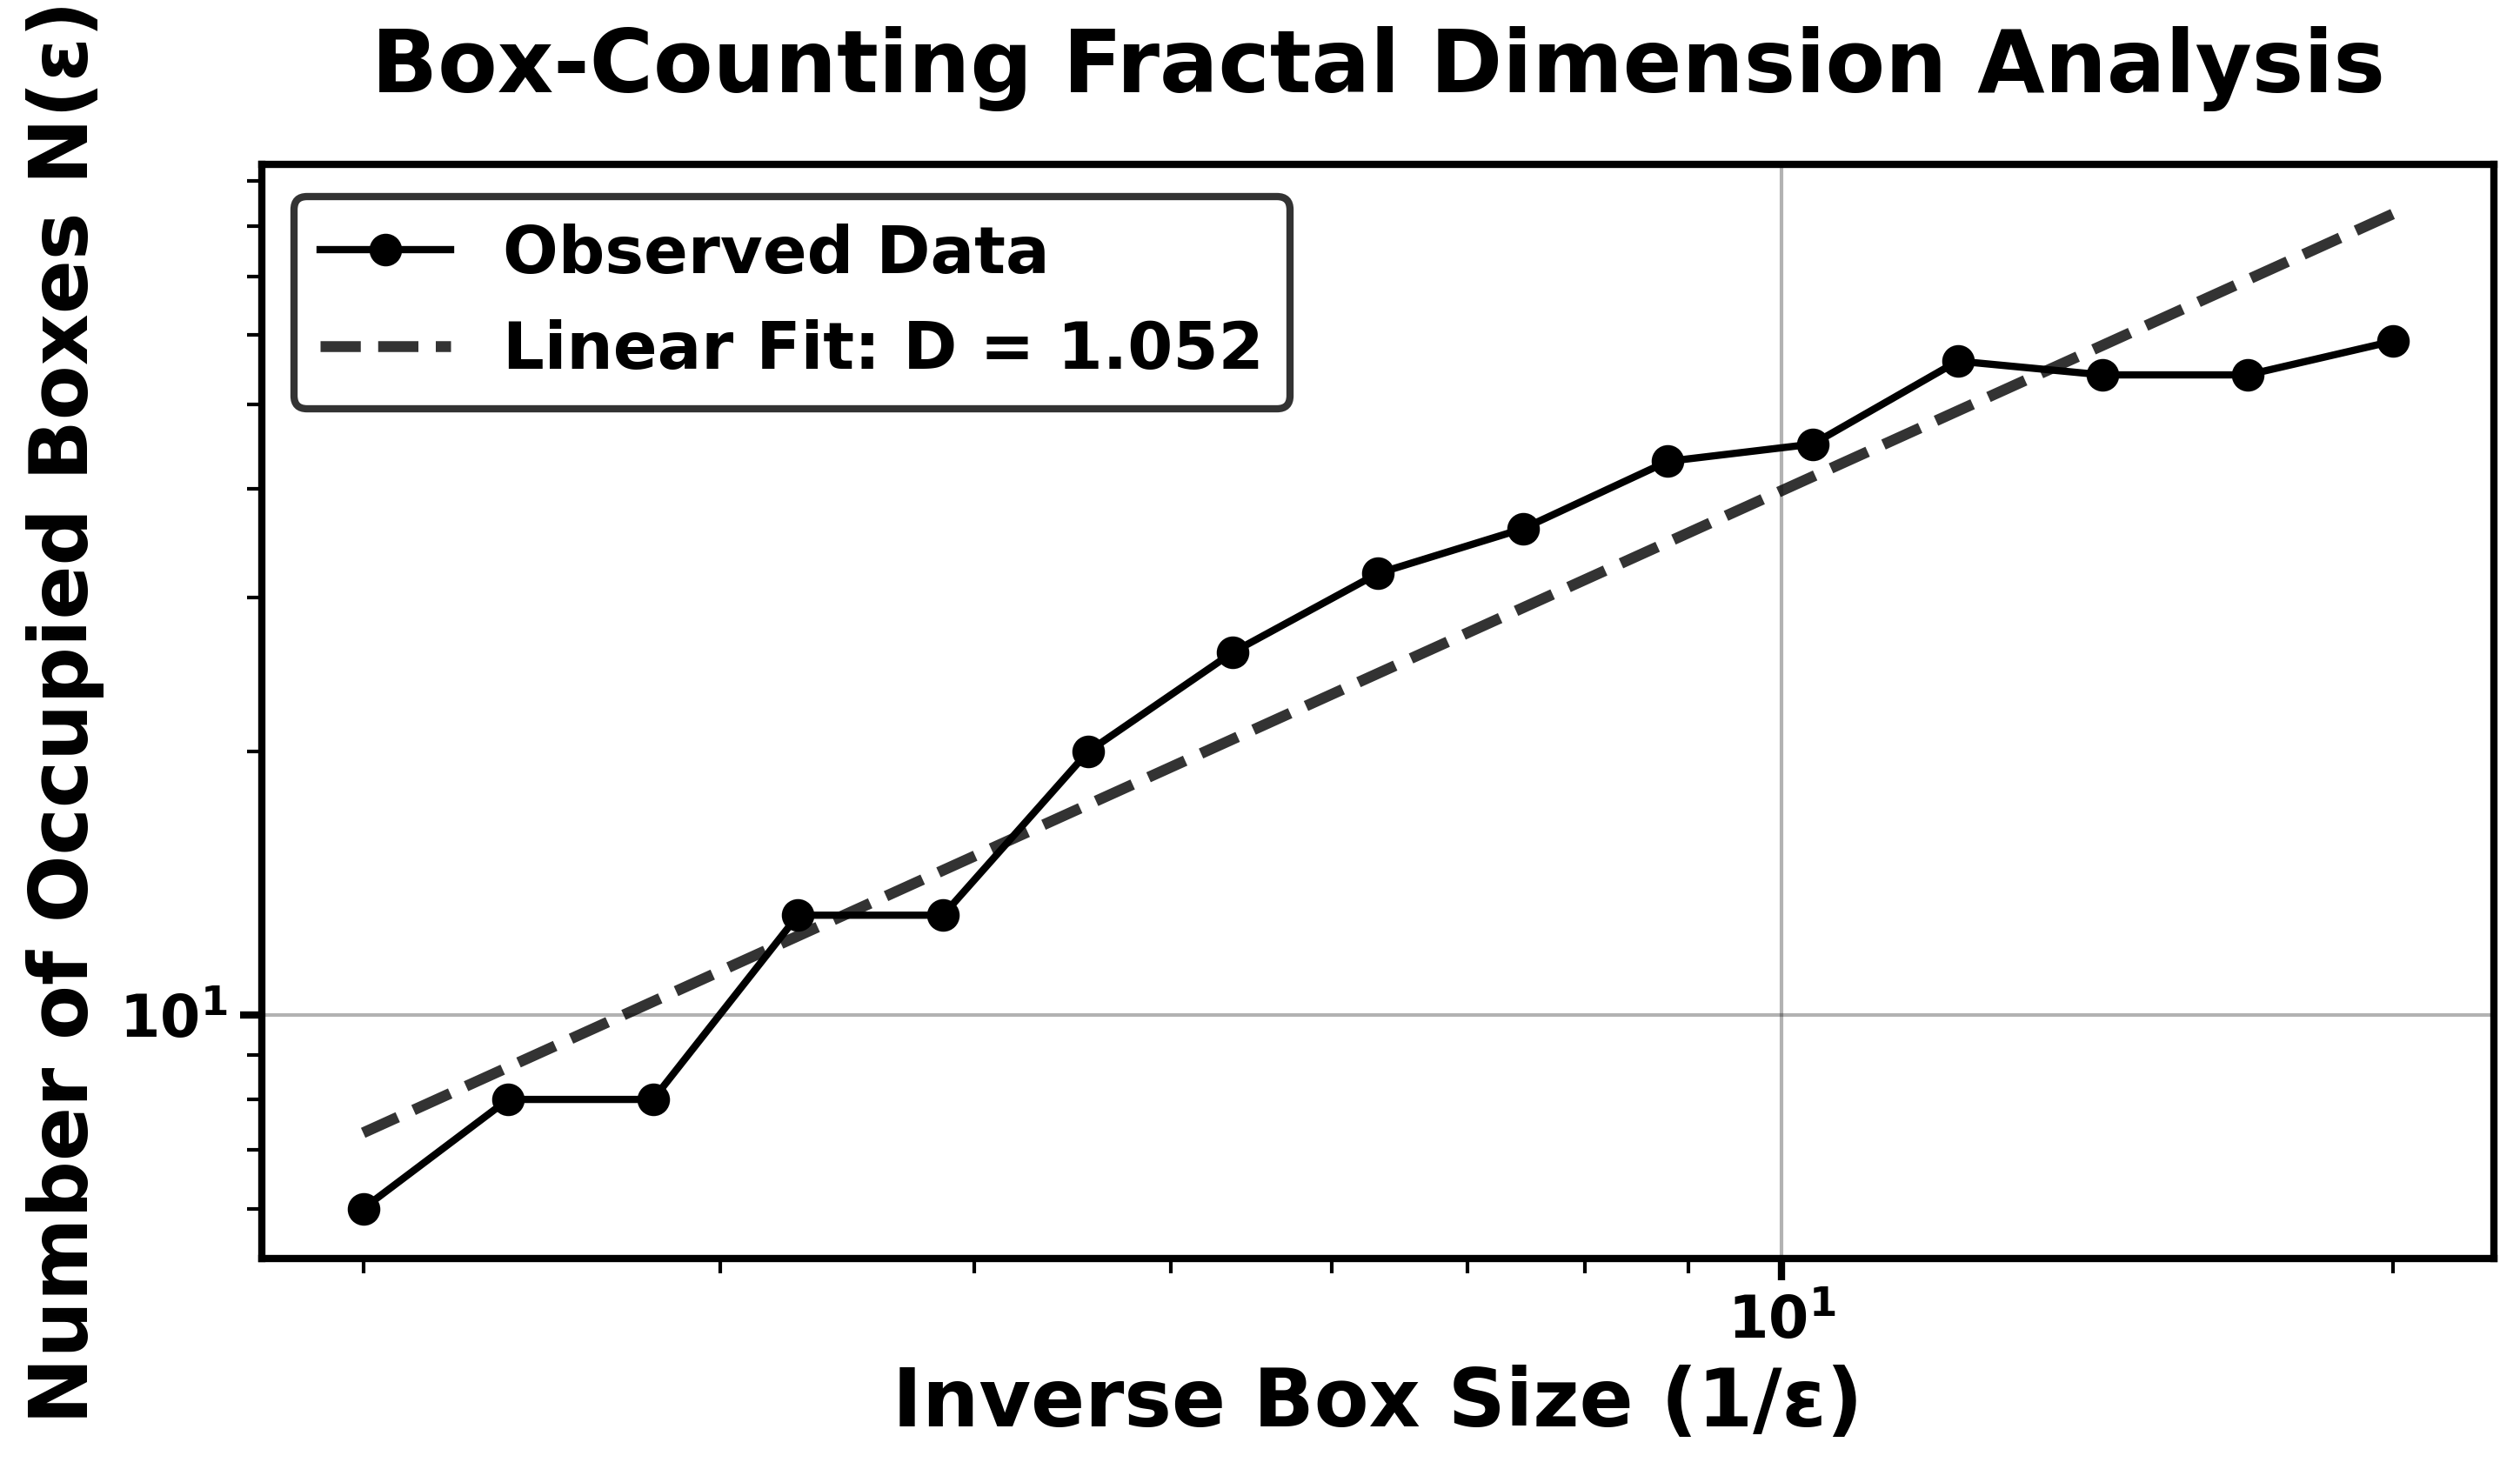 Box-Counting Fractal Dimension Analysis
Number of Occupied Boxes N(ε)
Observed Data
Linear Fit: D = 1.052
10¹
10¹
Inverse Box Size (1/ε)